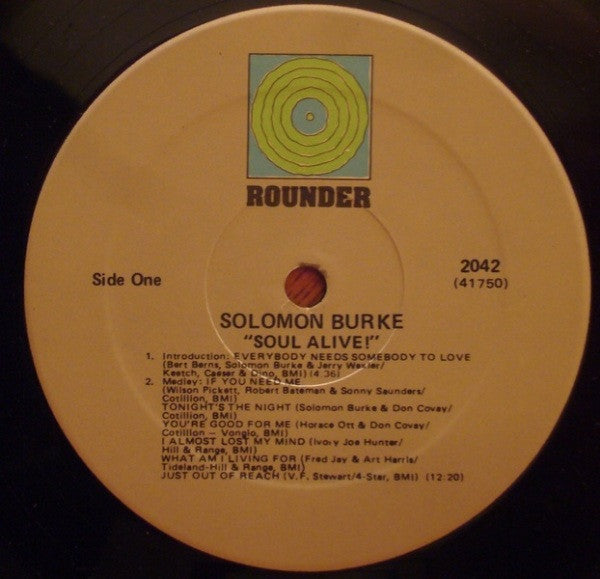 ROUNDER
Side One
2042
(41750)
SOLOMON BURKE
"SOUL ALIVE!"
1. Introduction: EVERYBODY NEEDS SOMEBODY TO LOVE
(Bert Berns, Solomon Burke & Jerry Wexler/
Keetch, Caeser & Dino, BMI) (4:36)
2. Medley: IF YOU NEED ME
(Wilson Pickett, Robert Bateman & Sonny Saunders/
Cotillion, BMI)
TONIGHT'S THE NIGHT (Solomon Burke & Don Covay/
Cotillion, BMI)
YOU'RE GOOD FOR ME (Horace Ott & Don Covay/
Cotillion – Vonglo, BMI)
I ALMOST LOST MY MIND (Ivory Joe Hunter/
Hill & Range, BMI)
WHAT AM I LIVING FOR (Fred Jay & Art Harris/
Tideland-Hill & Range, BMI)
JUST OUT OF REACH (V.F. Stewart/4-Star, BMI) (12:20)